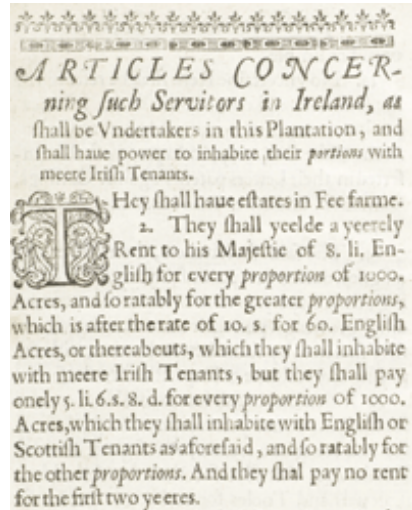 ARTICLES CONCER-
ning ſuch Servitors in Ireland, as
ſhall be Vndertakers in this Plantation, and
ſhall haue power to inhabite their portions with
meere Iriſh Tenants.
THey ſhall haue eſtates in Fee farme.
2. They ſhall yeelde a yeerely
Rent to his Majeſtie of 8. li. En-
gliſh for every proportion of 1000.
Acres, and ſo ratably for the greater proportions,
which is after the rate of 10. s. for 60. Engliſh
Acres, or thereabouts, which they ſhall inhabite
with meere Iriſh Tenants, but they ſhall pay
onely 5. li. 6. s. 8. d. for every proportion of 1000.
Acres, which they ſhall inhabite with Engliſh or
Scottiſh Tenants as aforeſaid, and ſo ratably for
the other proportions. And they ſhal pay no rent
for the firſt two yeeres.